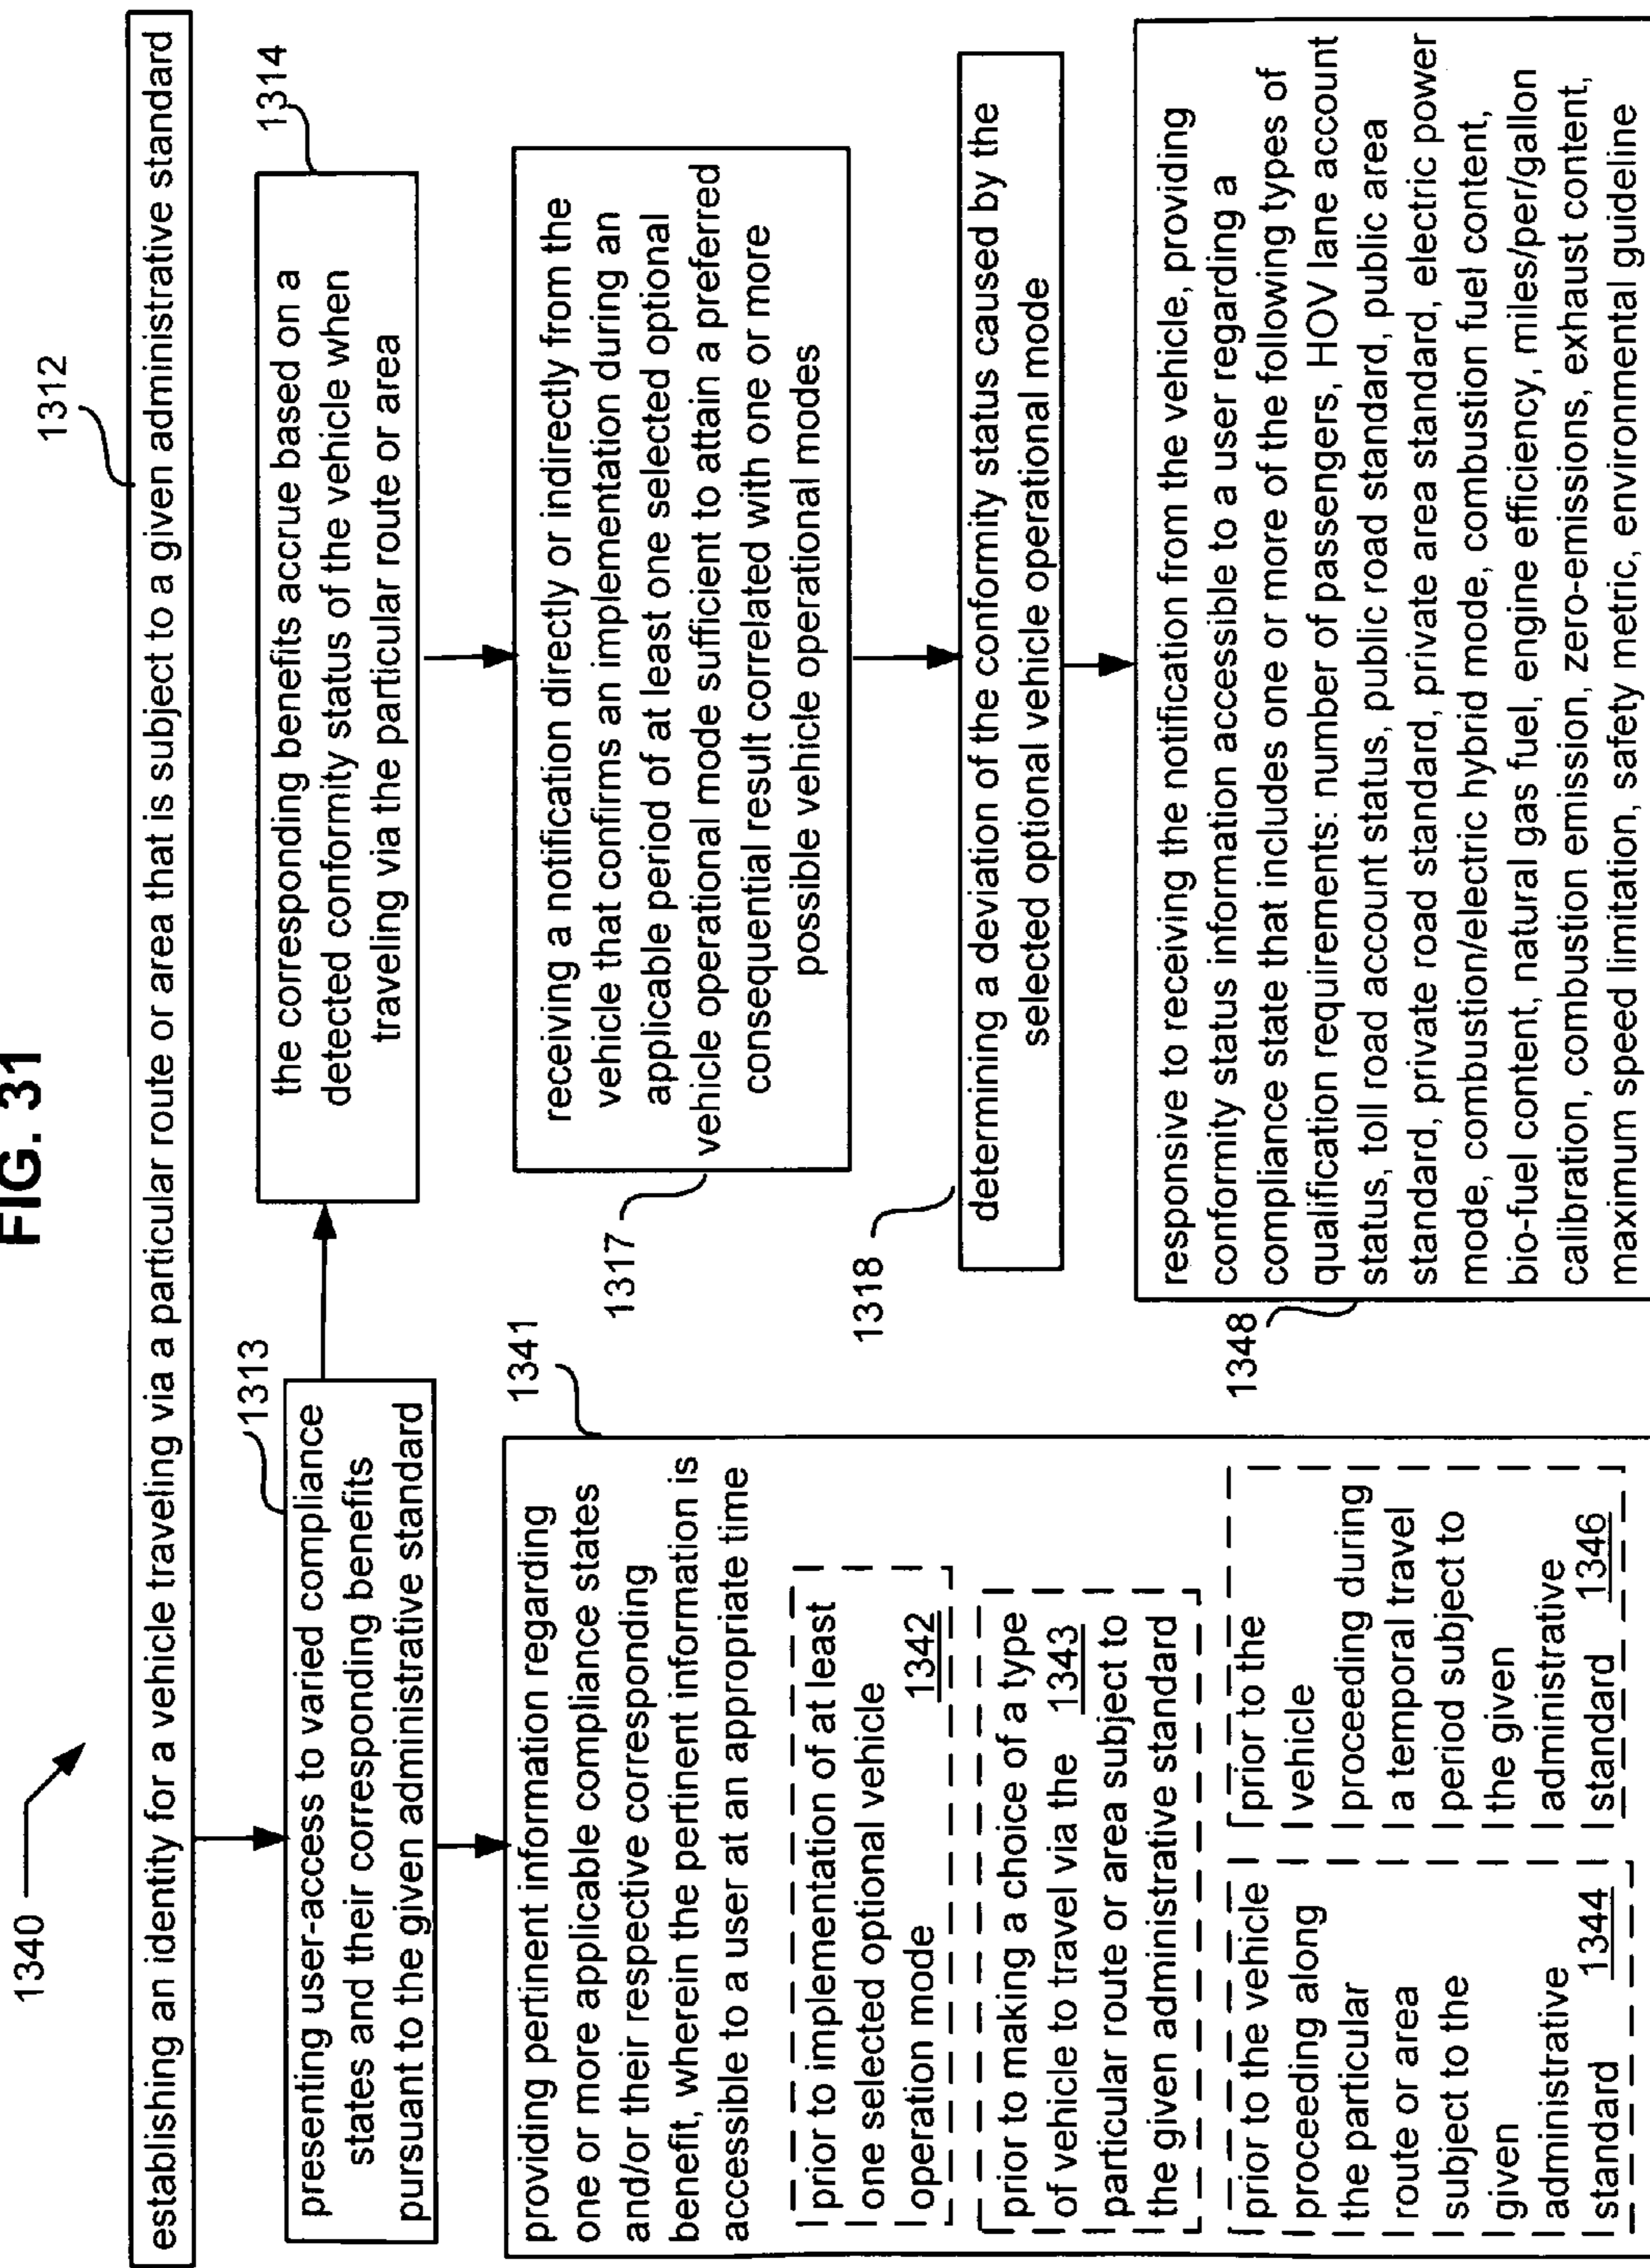 FIG. 31
1340
1312
establishing an identity for a vehicle traveling via a particular route or area that is subject to a given administrative standard
1313
presenting user-access to varied compliance
states and their corresponding benefits
pursuant to the given administrative standard
1314
the corresponding benefits accrue based on a
detected conformity status of the vehicle when
traveling via the particular route or area
1341
providing pertinent information regarding
one or more applicable compliance states
and/or their respective corresponding
benefit, wherein the pertinent information is
accessible to a user at an appropriate time
prior to implementation of at least
one selected optional vehicle
operation mode 1342
prior to making a choice of a type
of vehicle to travel via the 1343
particular route or area subject to
the given administrative standard
prior to the vehicle
proceeding along
the particular
route or area
subject to the
given
administrative
standard 1344
prior to the
vehicle
proceeding during
a temporal travel
period subject to
the given
administrative
standard 1346
1317
receiving a notification directly or indirectly from the
vehicle that confirms an implementation during an
applicable period of at least one selected optional
vehicle operational mode sufficient to attain a preferred
consequential result correlated with one or more
possible vehicle operational modes
1318
determining a deviation of the conformity status caused by the
selected optional vehicle operational mode
1348
responsive to receiving the notification from the vehicle, providing
conformity status information accessible to a user regarding a
compliance state that includes one or more of the following types of
qualification requirements: number of passengers, HOV lane account
status, toll road account status, public road standard, public area
standard, private road standard, private area standard, electric power
mode, combustion/electric hybrid mode, combustion fuel content,
bio-fuel content, natural gas fuel, engine efficiency, miles/per/gallon
calibration, combustion emission, zero-emissions, exhaust content,
maximum speed limitation, safety metric, environmental guideline